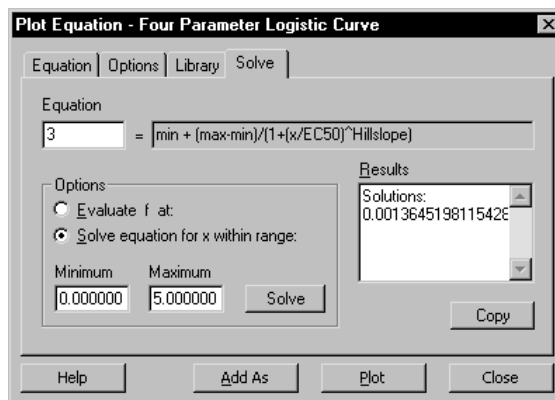 Plot Equation - Four Parameter Logistic Curve
Equation Options Library Solve
Equation
3 = min + (max-min)/(1+(x/EC50)^Hillslope)
Results
Options
Solutions:
Evaluate f at:
0.0013645198115428
Solve equation for x within range:
Minimum Maximum
0.000000 5.000000 Solve
Copy
Help Add As Plot Close